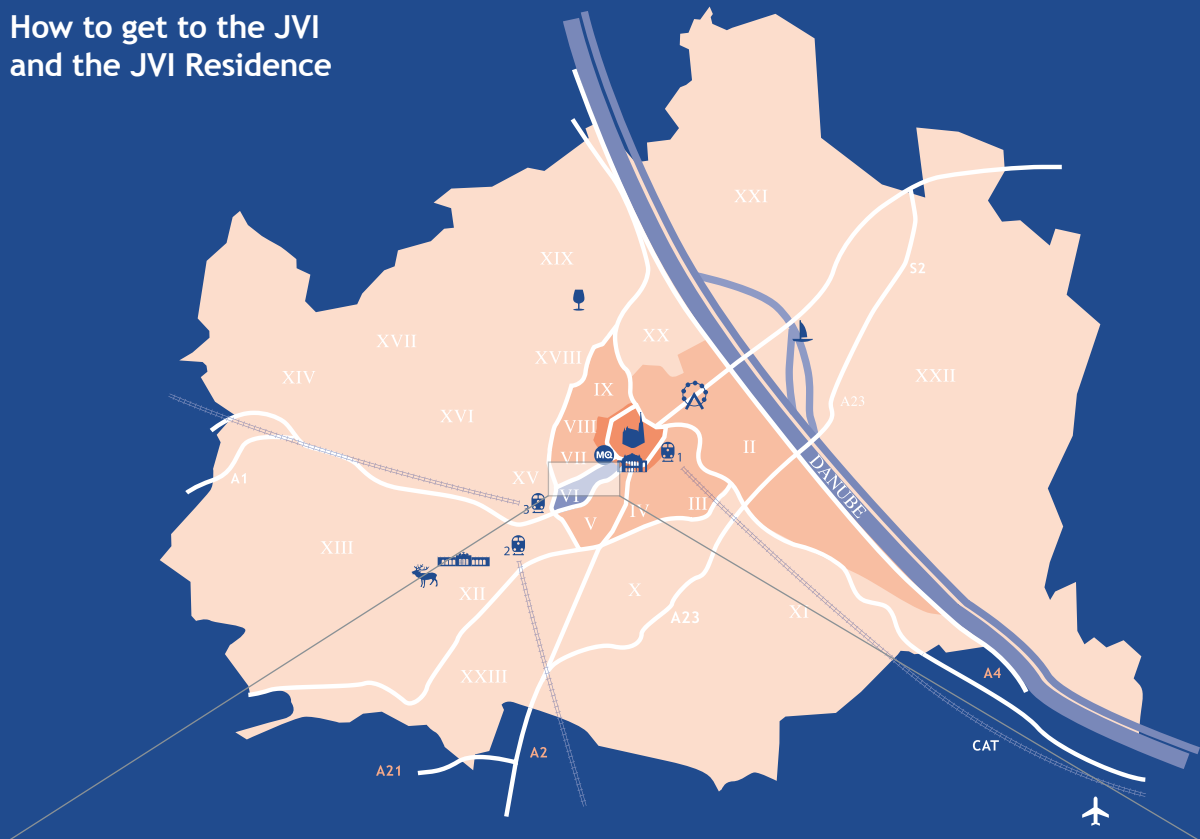 How to get to the JVI
and the JVI Residence
XXI
XIX
S2
XX
XVII
XVIII
XIV
IX
XXII
A23
XVI
VIII
II
MQ
1
VII
XV
A1
DANUBE
VI
3
IV
III
V
2
XIII
XII
X
XI
A23
XXIII
A4
CAT
A2
A21